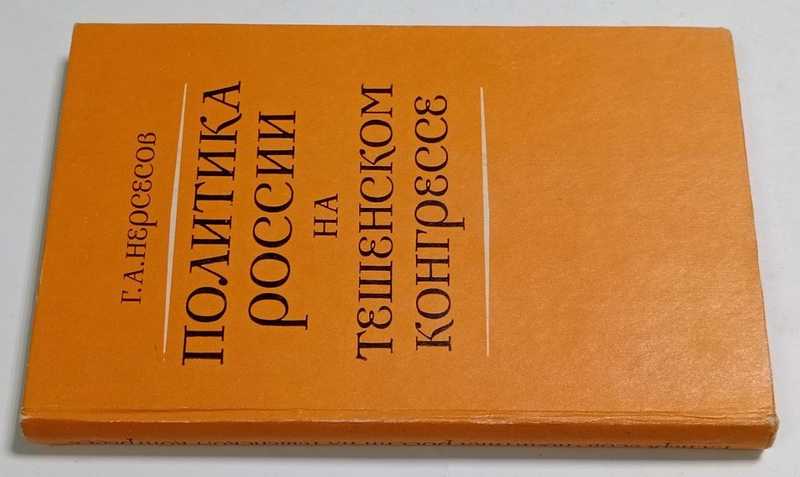 Г. А. НЕРСЕСОВ
ПОЛИТИКА
РОССИИ
НА
ТЕШЕНСКОМ
КОНГРЕССЕ